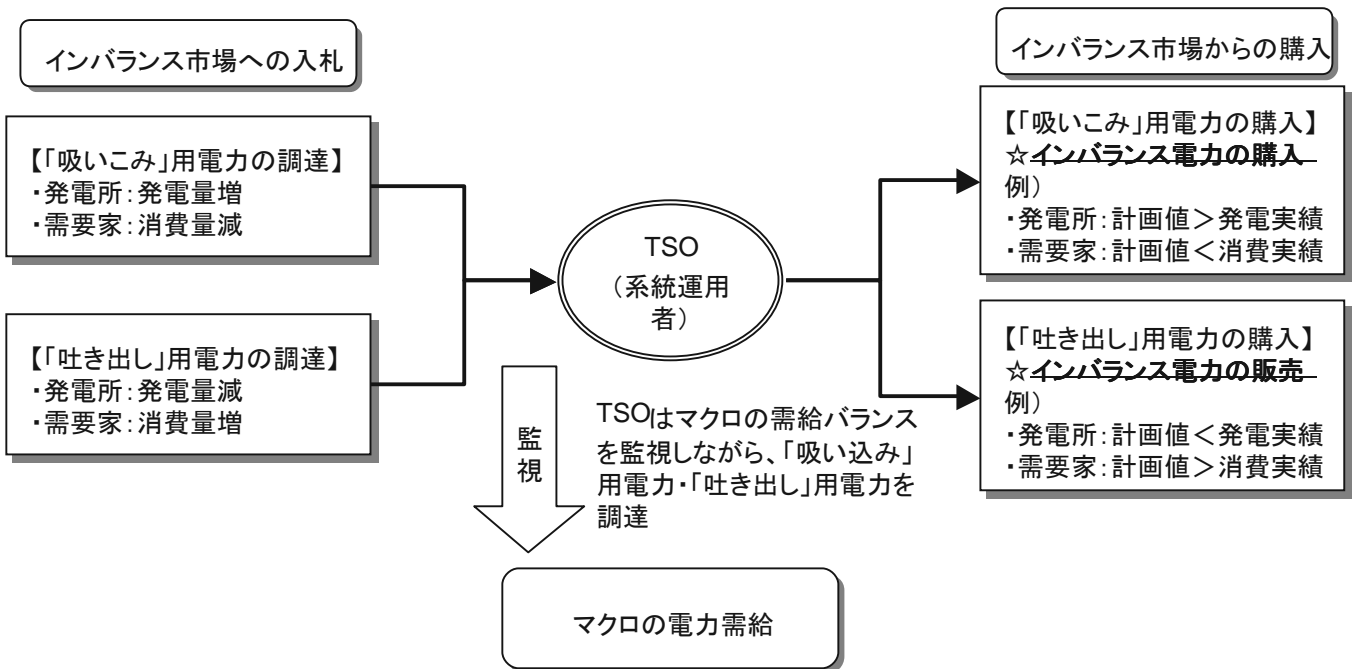 インバランス市場への入札
【「吸いこみ」用電力の調達】
・発電所：発電量増
・需要家：消費量減
【「吐き出し」用電力の調達】
・発電所：発電量減
・需要家：消費量増
TSO
（系統運用
者）
監
視
TSOはマクロの需給バランス
を監視しながら、「吸い込み」
用電力・「吐き出し」用電力を
調達
マクロの電力需給
インバランス市場からの購入
【「吸いこみ」用電力の購入】
☆インバランス電力の購入
例）
・発電所：計画値＞発電実績
・需要家：計画値＜消費実績
【「吐き出し」用電力の購入】
☆インバランス電力の販売
例）
・発電所：計画値＜発電実績
・需要家：計画値＞消費実績